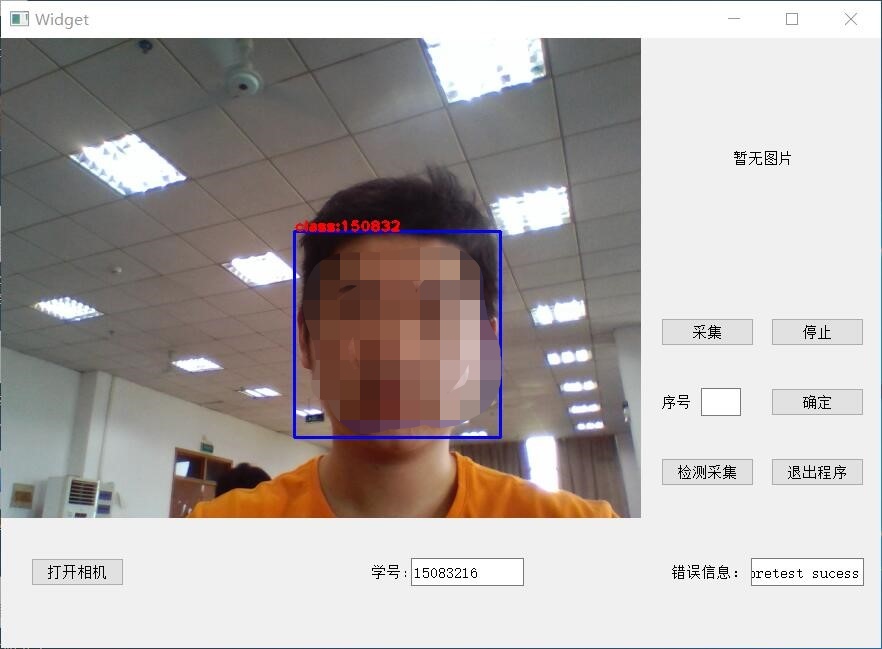 Widget
暂无图片
class:150832
采集
停止
序号
确定
检测采集
退出程序
打开相机
学号:
15083216
错误信息：
pretest sucess